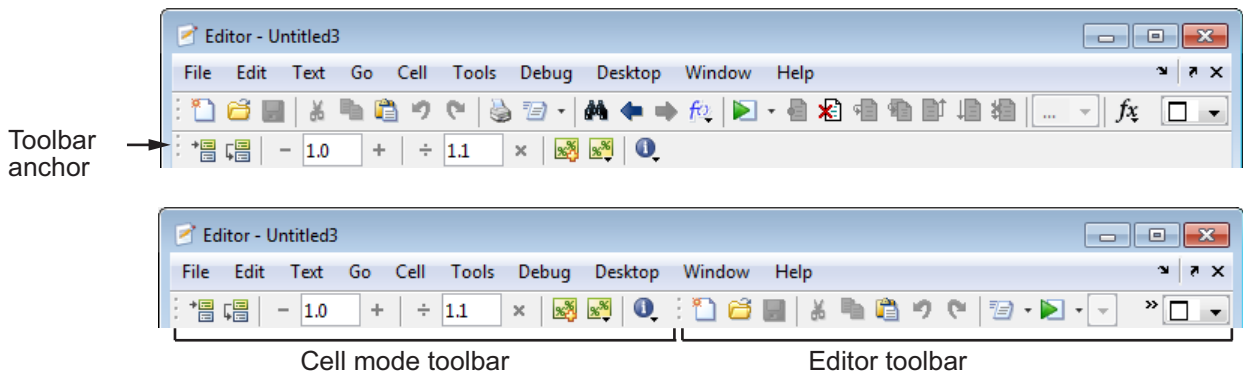 Editor - Untitled3
File Edit Text Go Cell Tools Debug Desktop Window Help
... fx
Toolbar
anchor
- 1.0 + ÷ 1.1 ×
Editor - Untitled3
File Edit Text Go Cell Tools Debug Desktop Window Help
- 1.0 + ÷ 1.1 × »
Cell mode toolbar Editor toolbar